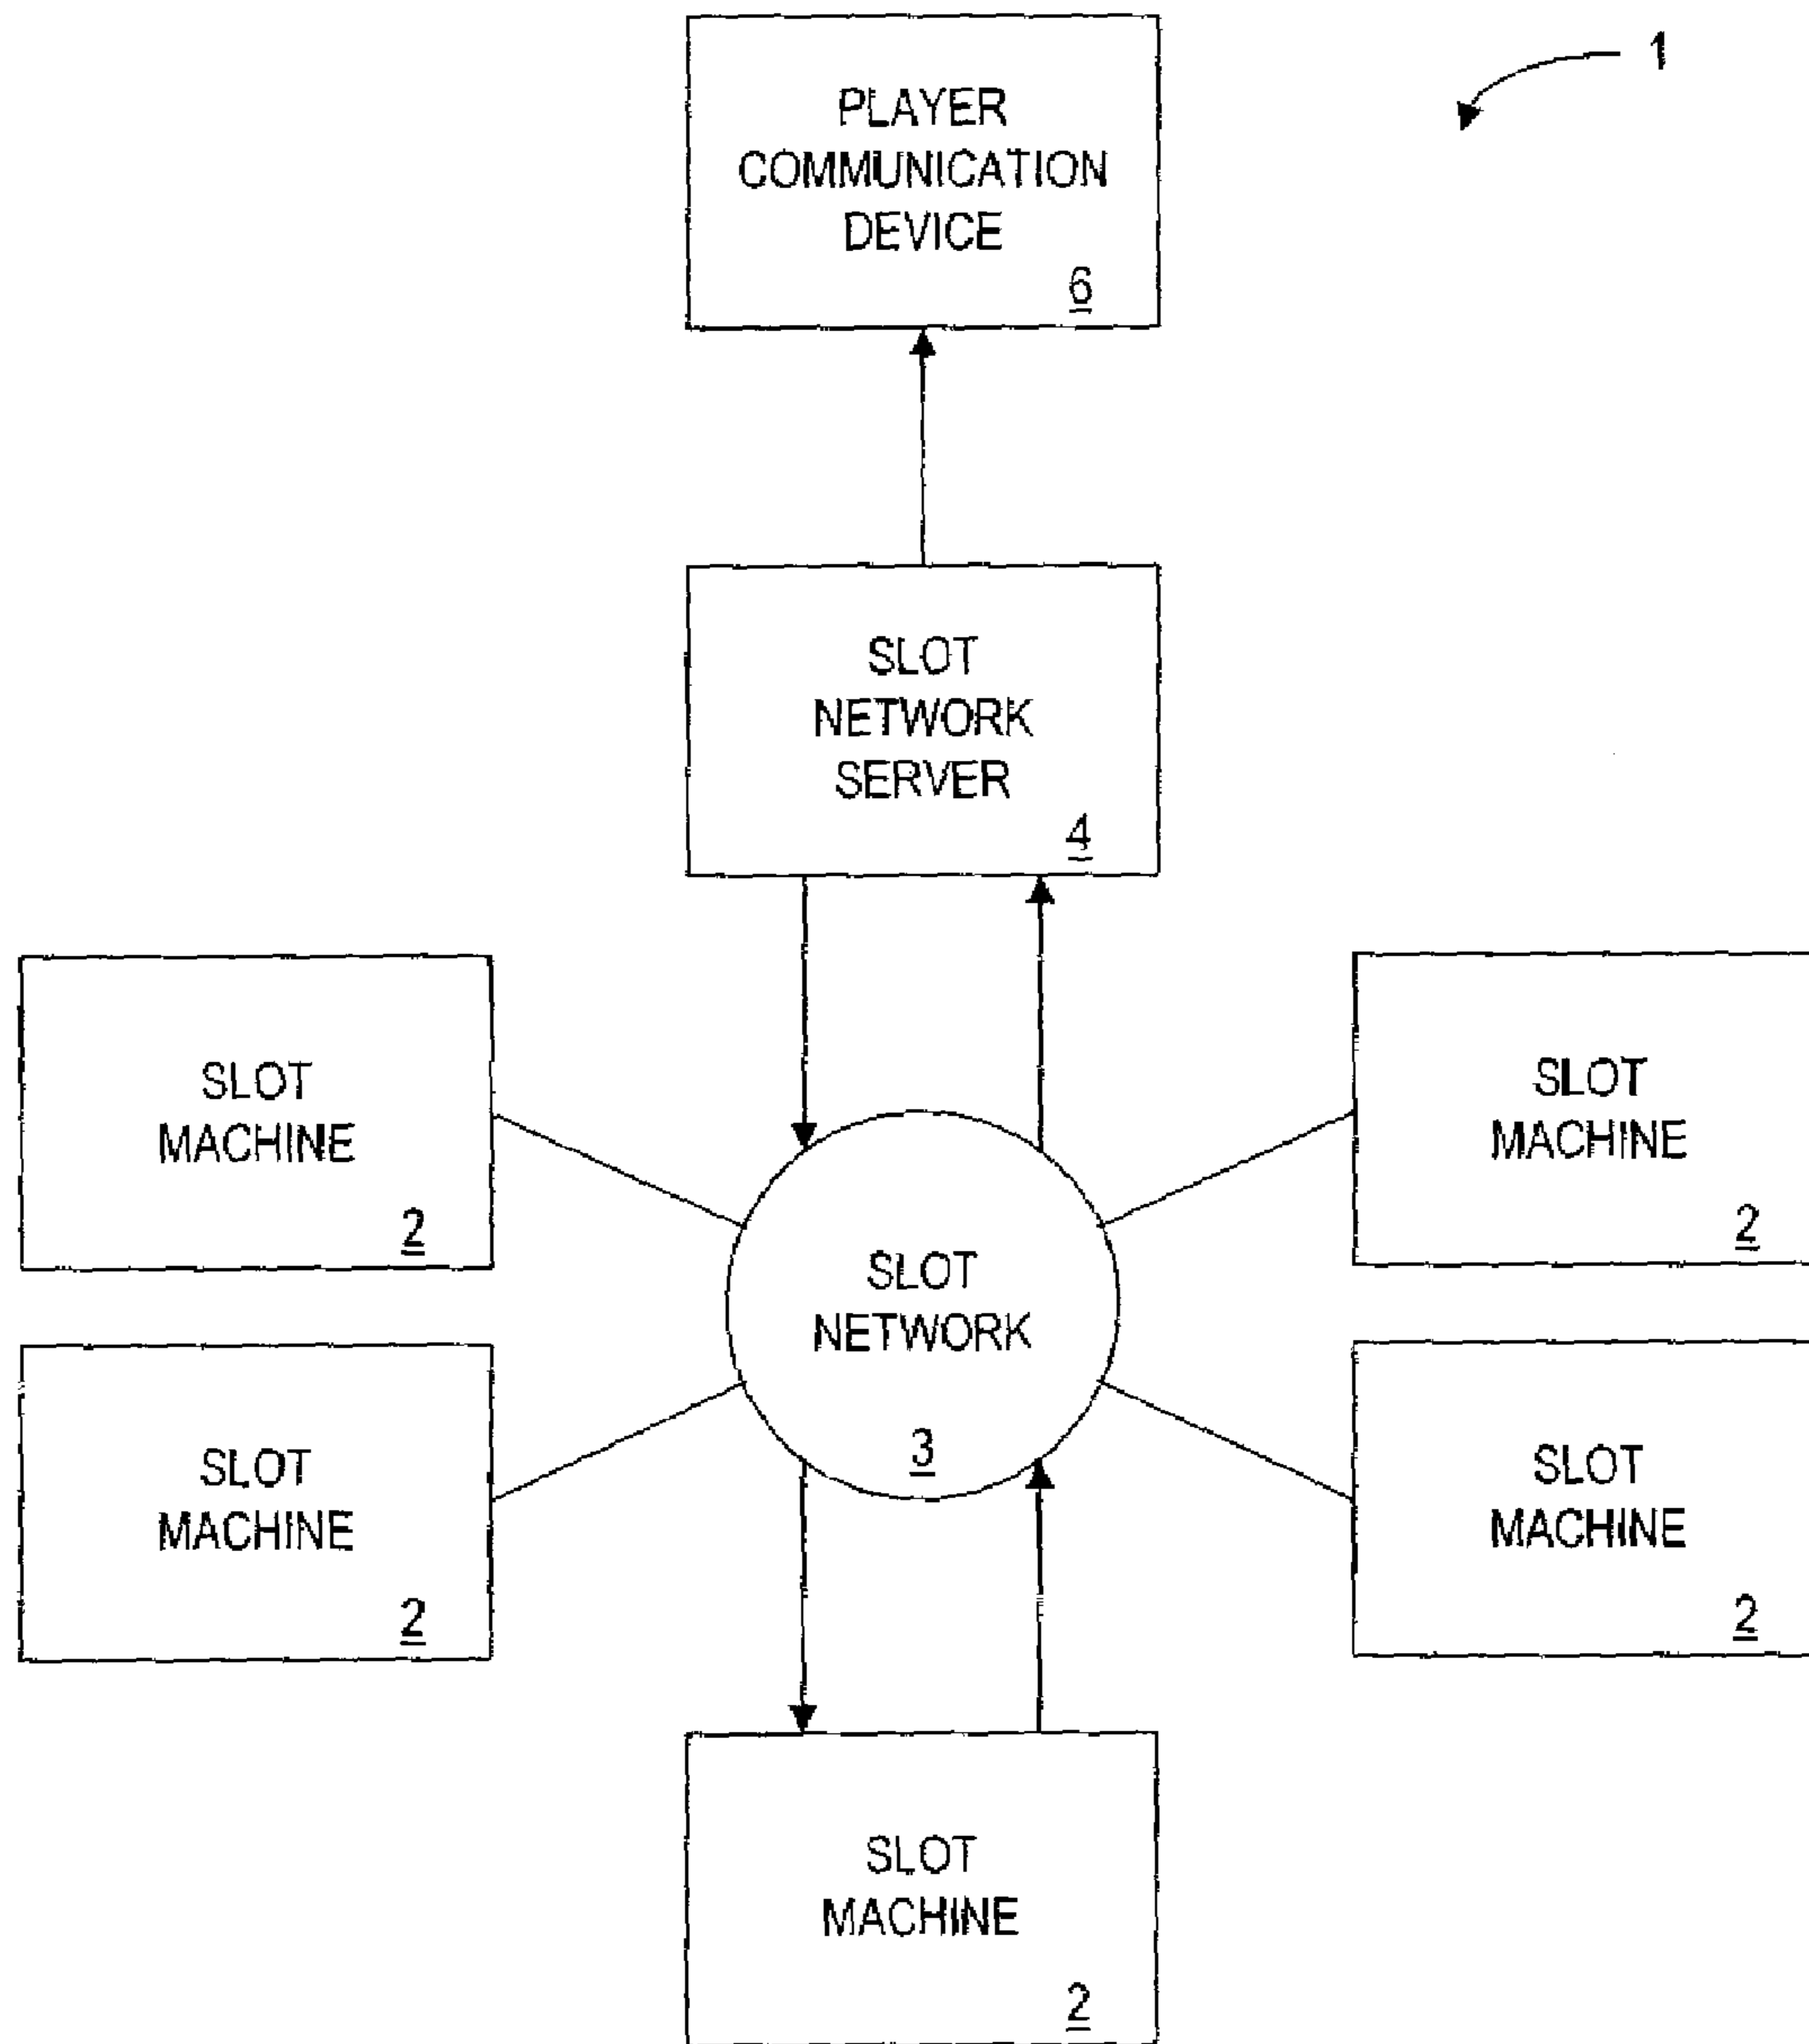 1
PLAYER
COMMUNICATION
DEVICE
6
SLOT
NETWORK
SERVER
4
SLOT
MACHINE
2
SLOT
MACHINE
2
SLOT
NETWORK
3
SLOT
MACHINE
2
SLOT
MACHINE
2
SLOT
MACHINE
2